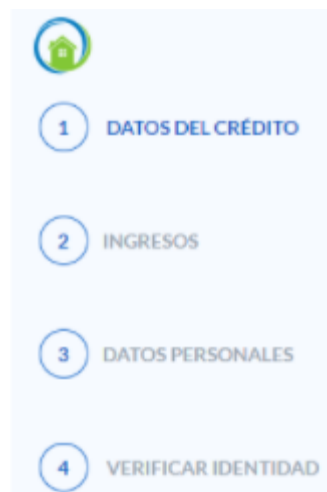 1 DATOS DEL CRÉDITO
2 INGRESOS
3 DATOS PERSONALES
4 VERIFICAR IDENTIDAD